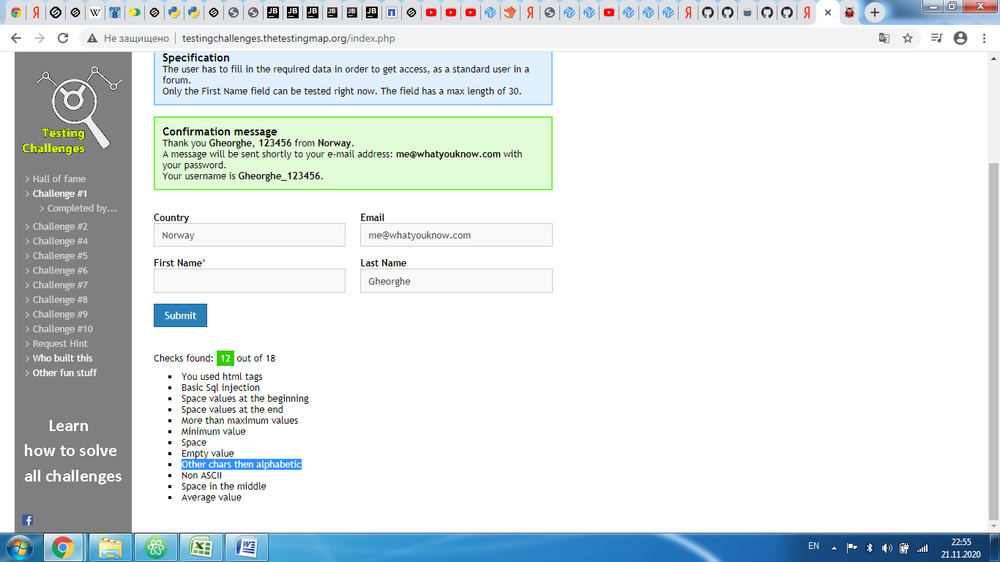 Не защищено
testingchallenges.thetestingmap.org/index.php
Testing
Challenges
Hall of fame
Challenge #1
Completed by...
Challenge #2
Challenge #4
Challenge #5
Challenge #6
Challenge #7
Challenge #8
Challenge #9
Challenge #10
Request Hint
Who built this
Other fun stuff
Learn
how to solve
all challenges
Specification
The user has to fill in the required data in order to get access, as a standard user in a
forum.
Only the First Name field can be tested right now. The field has a max length of 30.
Confirmation message
Thank you Gheorghe, 123456 from Norway.
A message will be sent shortly to your e-mail address: me@whatyouknow.com with
your password.
Your username is Gheorghe_123456.
Country Email
Norway me@whatyouknow.com
First Name* Last Name
Gheorghe
Submit
Checks found: 12 out of 18
You used html tags
Basic Sql injection
Space values at the beginning
Space values at the end
More than maximum values
Minimum value
Space
Empty value
Other chars then alphabetic
Non ASCII
Space in the middle
Average value
EN
22:55
21.11.2020